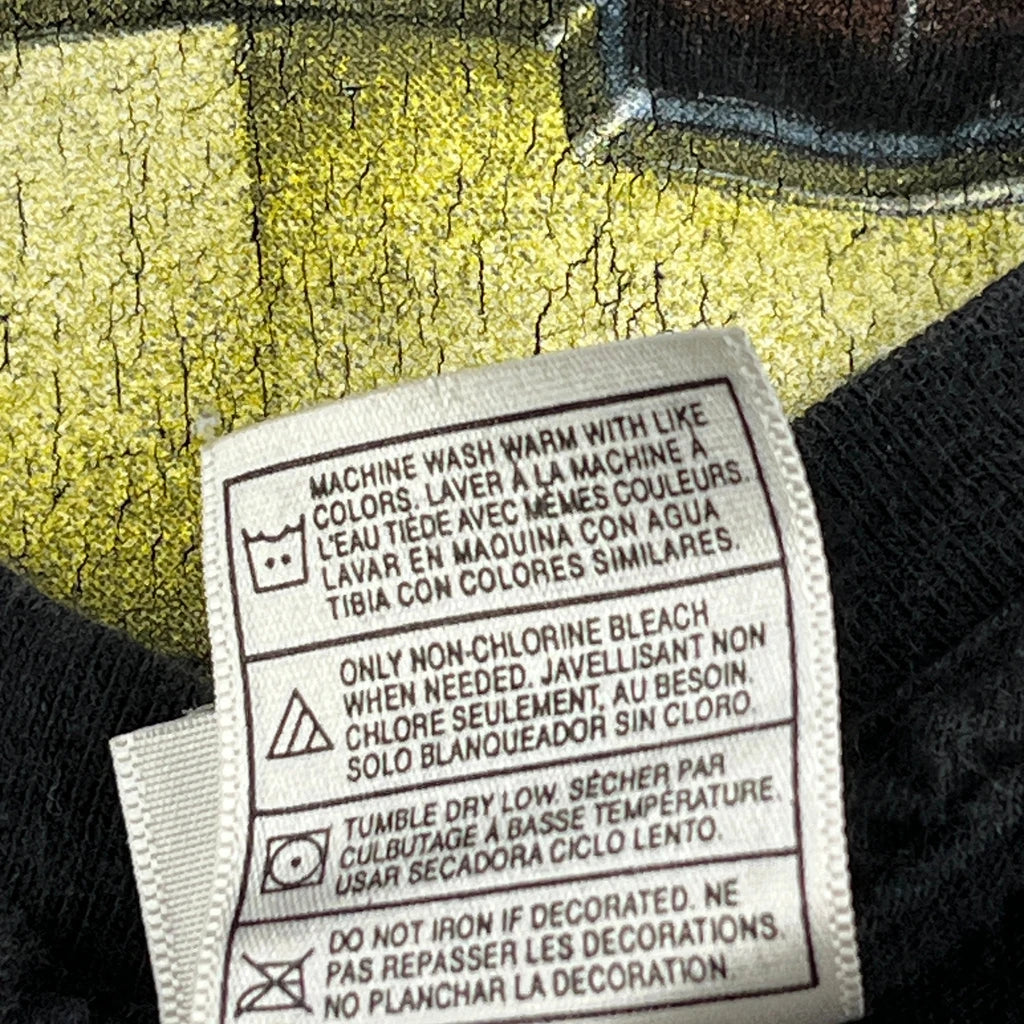 MACHINE WASH WARM WITH LIKE
COLORS. LAVER À LA MACHINE À
L'EAU TIÉDE AVEC MÊMES COULEURS.
LAVAR EN MAQUINA CON AGUA
TIBIA CON COLORES SIMILARES.
ONLY NON-CHLORINE BLEACH
WHEN NEEDED. JAVELLISANT NON
CHLORÉ SEULEMENT, AU BESOIN.
SOLO BLANQUEADOR SIN CLORO.
TUMBLE DRY LOW. SÉCHER PAR
CULBUTAGE À BASSE TEMPÉRATURE.
USAR SECADORA CICLO LENTO.
DO NOT IRON IF DECORATED. NE
PAS REPASSER LES DECORATIONS.
NO PLANCHAR LA DECORATION.